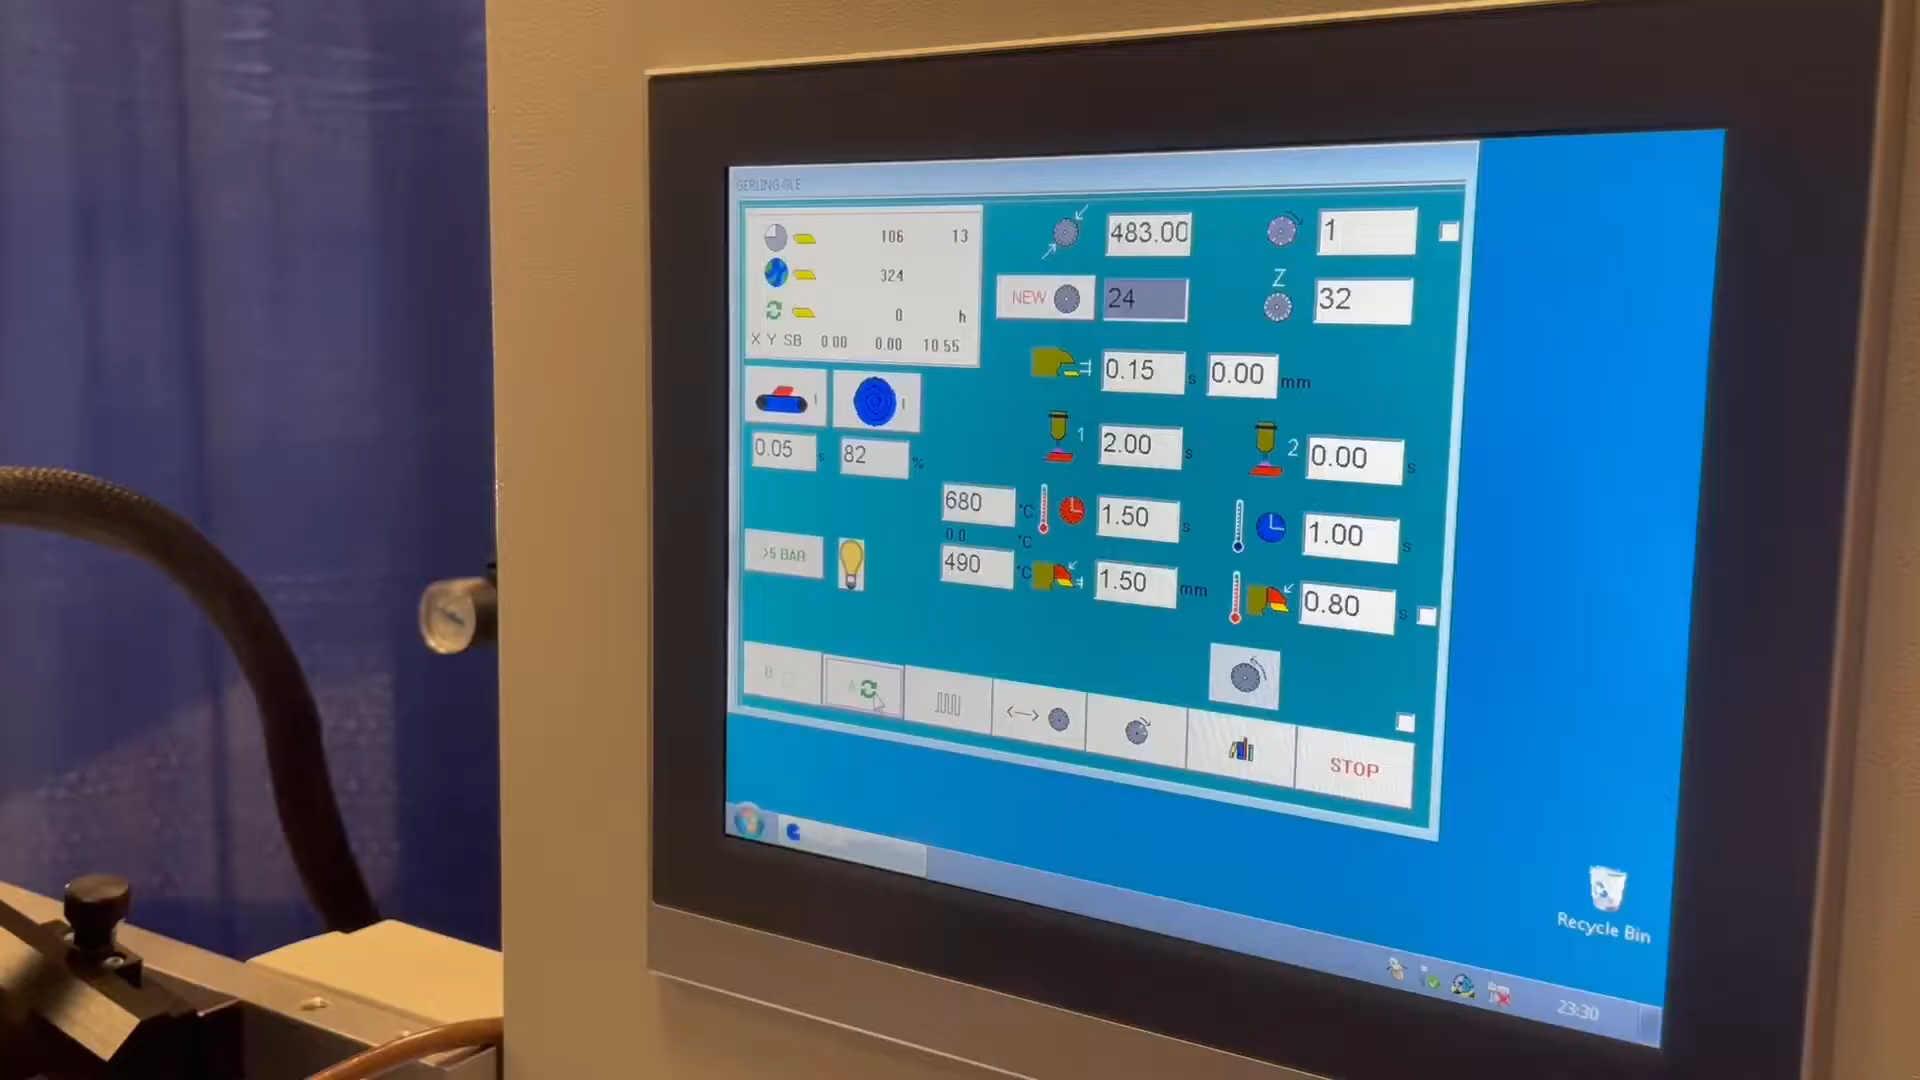 GERLING GLE
106 13
483.00
1
324
Z
NEW
24
32
0 h
X Y SB 0.00 0.00 10.55
0.15 s 0.00 mm
I
I
1 2.00 s
2 0.00 s
0.05 s
82 %
680 °C
1.50 s
1.00 s
0.0 °C
>5 BAR
490 °C
1.50 mm
0.80 s
B
A
STOP
Recycle Bin
23:30